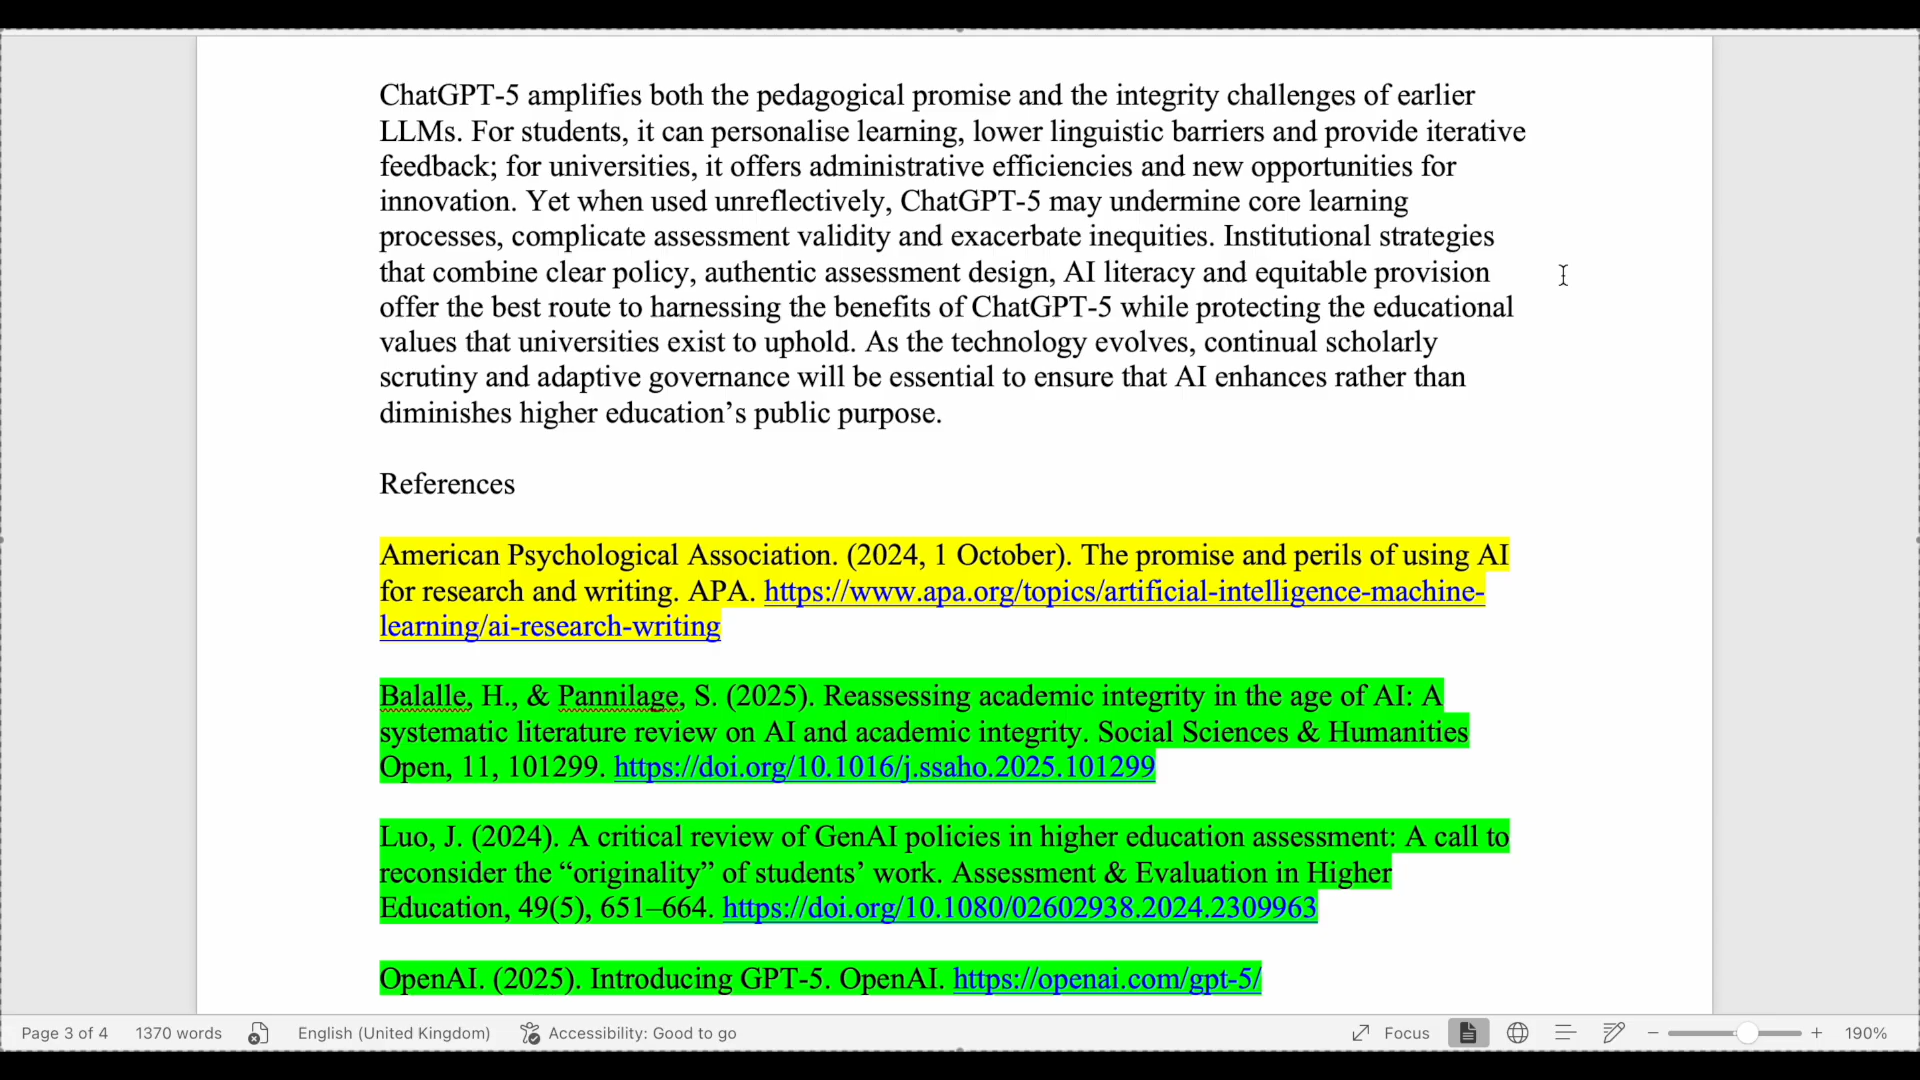 ChatGPT-5 amplifies both the pedagogical promise and the integrity challenges of earlier
LLMs. For students, it can personalise learning, lower linguistic barriers and provide iterative
feedback; for universities, it offers administrative efficiencies and new opportunities for
innovation. Yet when used unreflectively, ChatGPT-5 may undermine core learning
processes, complicate assessment validity and exacerbate inequities. Institutional strategies
that combine clear policy, authentic assessment design, AI literacy and equitable provision
offer the best route to harnessing the benefits of ChatGPT-5 while protecting the educational
values that universities exist to uphold. As the technology evolves, continual scholarly
scrutiny and adaptive governance will be essential to ensure that AI enhances rather than
diminishes higher education’s public purpose.
References
American Psychological Association. (2024, 1 October). The promise and perils of using AI
for research and writing. APA. https://www.apa.org/topics/artificial-intelligence-machine-
learning/ai-research-writing
Balalle, H., & Pannilage, S. (2025). Reassessing academic integrity in the age of AI: A
systematic literature review on AI and academic integrity. Social Sciences & Humanities
Open, 11, 101299. https://doi.org/10.1016/j.ssaho.2025.101299
Luo, J. (2024). A critical review of GenAI policies in higher education assessment: A call to
reconsider the “originality” of students’ work. Assessment & Evaluation in Higher
Education, 49(5), 651–664. https://doi.org/10.1080/02602938.2024.2309963
OpenAI. (2025). Introducing GPT-5. OpenAI. https://openai.com/gpt-5/
Page 3 of 4 1370 words English (United Kingdom) Accessibility: Good to go Focus 190%